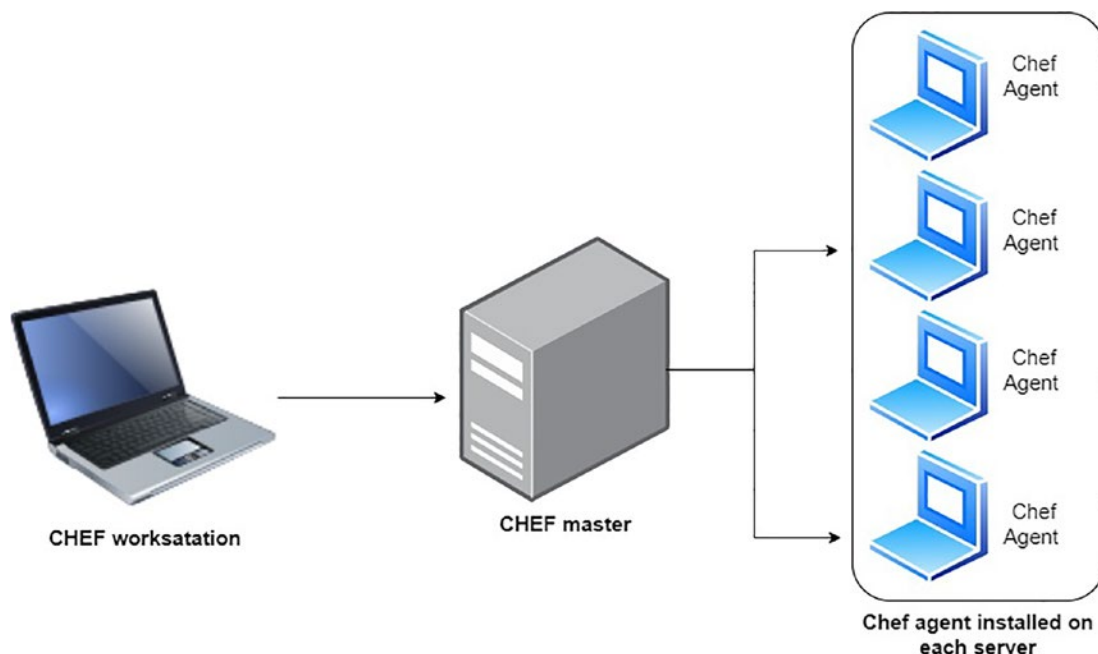 Chef
Agent
Chef
Agent
Chef
Agent
Chef
Agent
CHEF worksatation
CHEF master
Chef agent installed on
each server